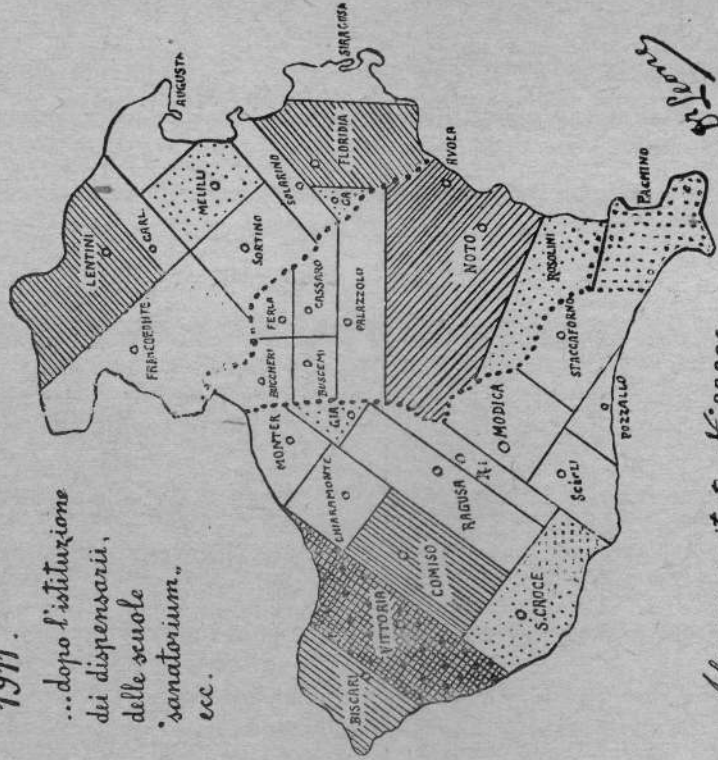 1911.
...dopo l'istituzione
dei dispensarii,
delle scuole
"sanatorium„
ecc.
AUGUSTA
LENTINI
CARL.
MELILLI
FRANCOFONTE
SORTINO
SIRACUSA
SOLARINO
FLORIDIA
CA
FERLA
BUCCHERI
CASSARO
BUSCEMI
PALAZZOLO
MONTER
GIA
CHIARAMONTE
AVOLA
NOTO
BISCARI
VITTORIA
COMISO
RAGUSA
MODICA
ROSOLINI
PACHINO
S.CROCE
SCICLI
STACCAFORNO
POZZALLO